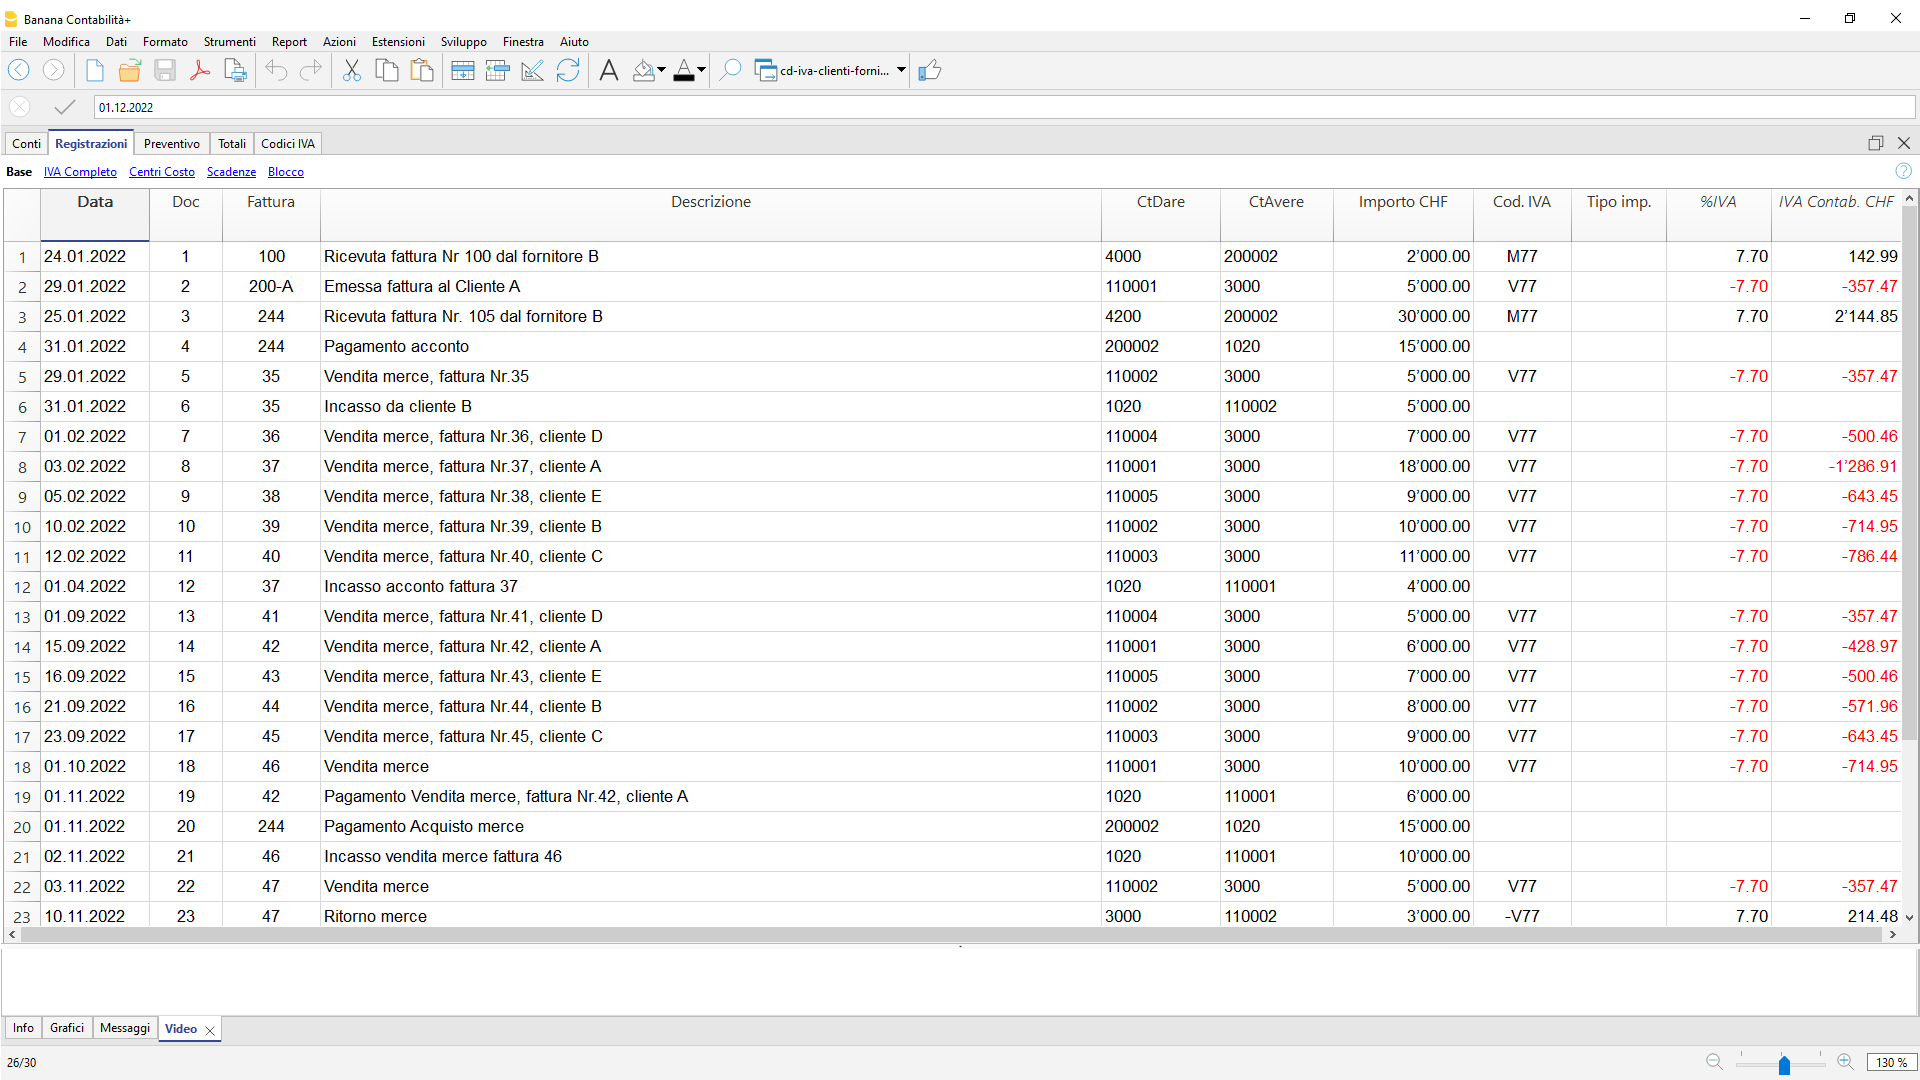 Banana Contabilità+
File Modifica Dati Formato Strumenti Report Azioni Estensioni Sviluppo Finestra Aiuto
cd-iva-clienti-forni...
01.12.2022
Conti Registrazioni Preventivo Totali Codici IVA
Base IVA Completo Centri Costo Scadenze Blocco
Data Doc Fattura Descrizione CtDare CtAvere Importo CHF Cod. IVA Tipo imp. %IVA IVA Contab. CHF
1 24.01.2022 1 100 Ricevuta fattura Nr 100 dal fornitore B 4000 200002 2’000.00 M77 7.70 142.99
2 29.01.2022 2 200-A Emessa fattura al Cliente A 110001 3000 5’000.00 V77 -7.70 -357.47
3 25.01.2022 3 244 Ricevuta fattura Nr. 105 dal fornitore B 4200 200002 30’000.00 M77 7.70 2’144.85
4 31.01.2022 4 244 Pagamento acconto 200002 1020 15’000.00
5 29.01.2022 5 35 Vendita merce, fattura Nr.35 110002 3000 5’000.00 V77 -7.70 -357.47
6 31.01.2022 6 35 Incasso da cliente B 1020 110002 5’000.00
7 01.02.2022 7 36 Vendita merce, fattura Nr.36, cliente D 110004 3000 7’000.00 V77 -7.70 -500.46
8 03.02.2022 8 37 Vendita merce, fattura Nr.37, cliente A 110001 3000 18’000.00 V77 -7.70 -1’286.91
9 05.02.2022 9 38 Vendita merce, fattura Nr.38, cliente E 110005 3000 9’000.00 V77 -7.70 -643.45
10 10.02.2022 10 39 Vendita merce, fattura Nr.39, cliente B 110002 3000 10’000.00 V77 -7.70 -714.95
11 12.02.2022 11 40 Vendita merce, fattura Nr.40, cliente C 110003 3000 11’000.00 V77 -7.70 -786.44
12 01.04.2022 12 37 Incasso acconto fattura 37 1020 110001 4’000.00
13 01.09.2022 13 41 Vendita merce, fattura Nr.41, cliente D 110004 3000 5’000.00 V77 -7.70 -357.47
14 15.09.2022 14 42 Vendita merce, fattura Nr.42, cliente A 110001 3000 6’000.00 V77 -7.70 -428.97
15 16.09.2022 15 43 Vendita merce, fattura Nr.43, cliente E 110005 3000 7’000.00 V77 -7.70 -500.46
16 21.09.2022 16 44 Vendita merce, fattura Nr.44, cliente B 110002 3000 8’000.00 V77 -7.70 -571.96
17 23.09.2022 17 45 Vendita merce, fattura Nr.45, cliente C 110003 3000 9’000.00 V77 -7.70 -643.45
18 01.10.2022 18 46 Vendita merce 110001 3000 10’000.00 V77 -7.70 -714.95
19 01.11.2022 19 42 Pagamento Vendita merce, fattura Nr.42, cliente A 1020 110001 6’000.00
20 01.11.2022 20 244 Pagamento Acquisto merce 200002 1020 15’000.00
21 02.11.2022 21 46 Incasso vendita merce fattura 46 1020 110001 10’000.00
22 03.11.2022 22 47 Vendita merce 110002 3000 5’000.00 V77 -7.70 -357.47
23 10.11.2022 23 47 Ritorno merce 3000 110002 3’000.00 -V77 7.70 214.48
Info Grafici Messaggi Video
26/30
130 %